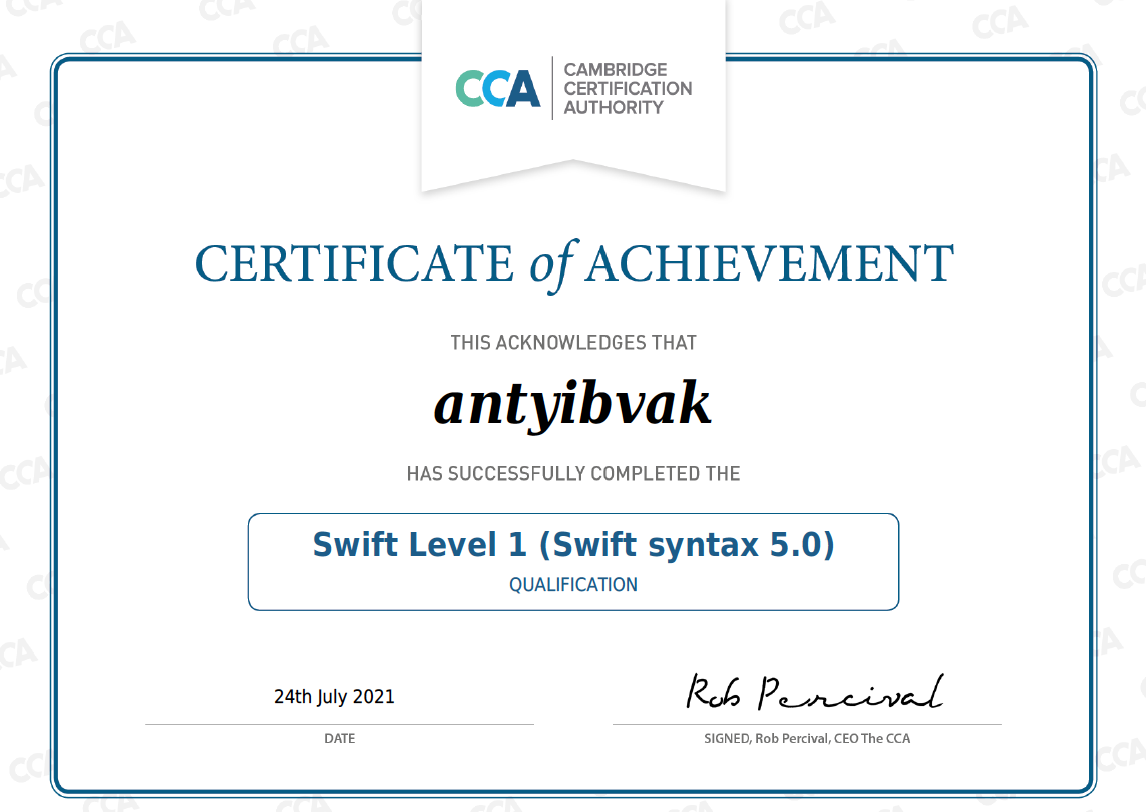 CCA
CAMBRIDGE
CERTIFICATION
AUTHORITY
CERTIFICATE of ACHIEVEMENT
THIS ACKNOWLEDGES THAT
antyibvak
HAS SUCCESSFULLY COMPLETED THE
Swift Level 1 (Swift syntax 5.0)
QUALIFICATION
24th July 2021
Rob Percival
DATE
SIGNED, Rob Percival, CEO The CCA